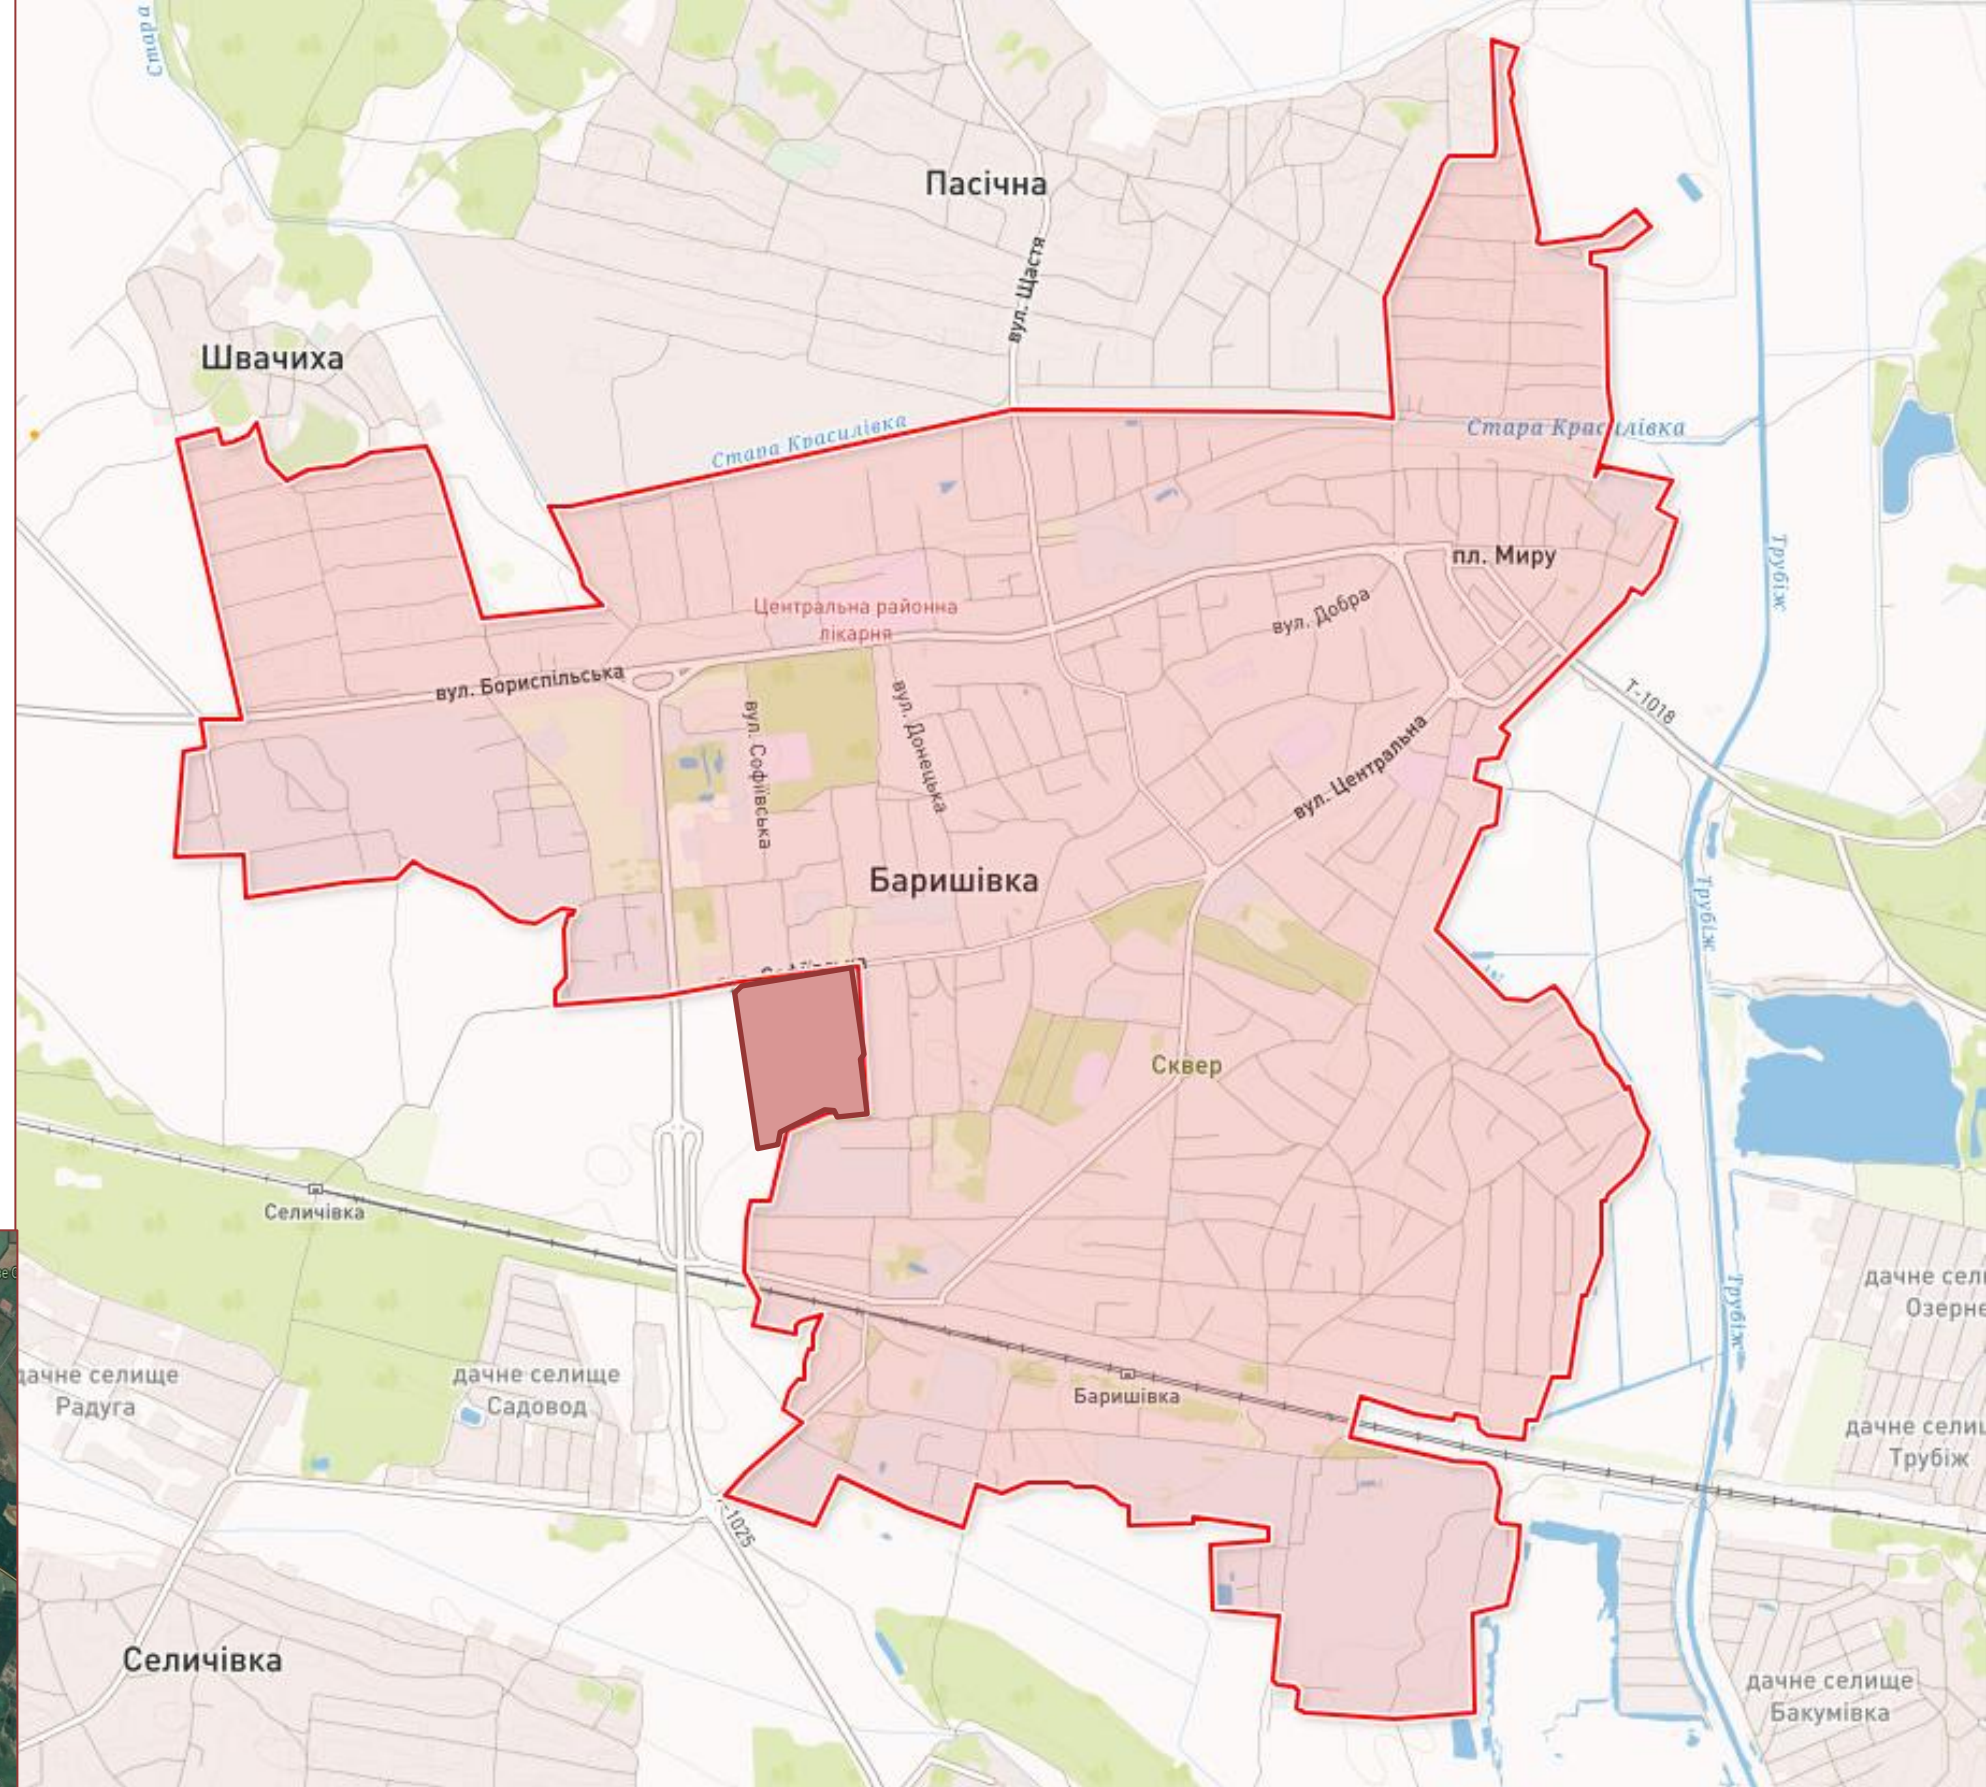 Стара
Пасічна
вул. Щастя
Швачиха
Стара Красилівка
Стара Красилівка
пл. Миру
Трубіж
Центральна районна
лікарня
вул. Добра
вул. Бориспільська
вул. Софіївська
вул. Донецька
Т-1018
вул. Центральна
Баришівка
Трубіж
Сквер
Селичівка
дачне сел
Озерне
Трубіж
дачне селище
Радуга
дачне селище
Садовод
Баришівка
дачне сели
Трубіж
-1025
Селичівка
дачне селище
Бакумівка